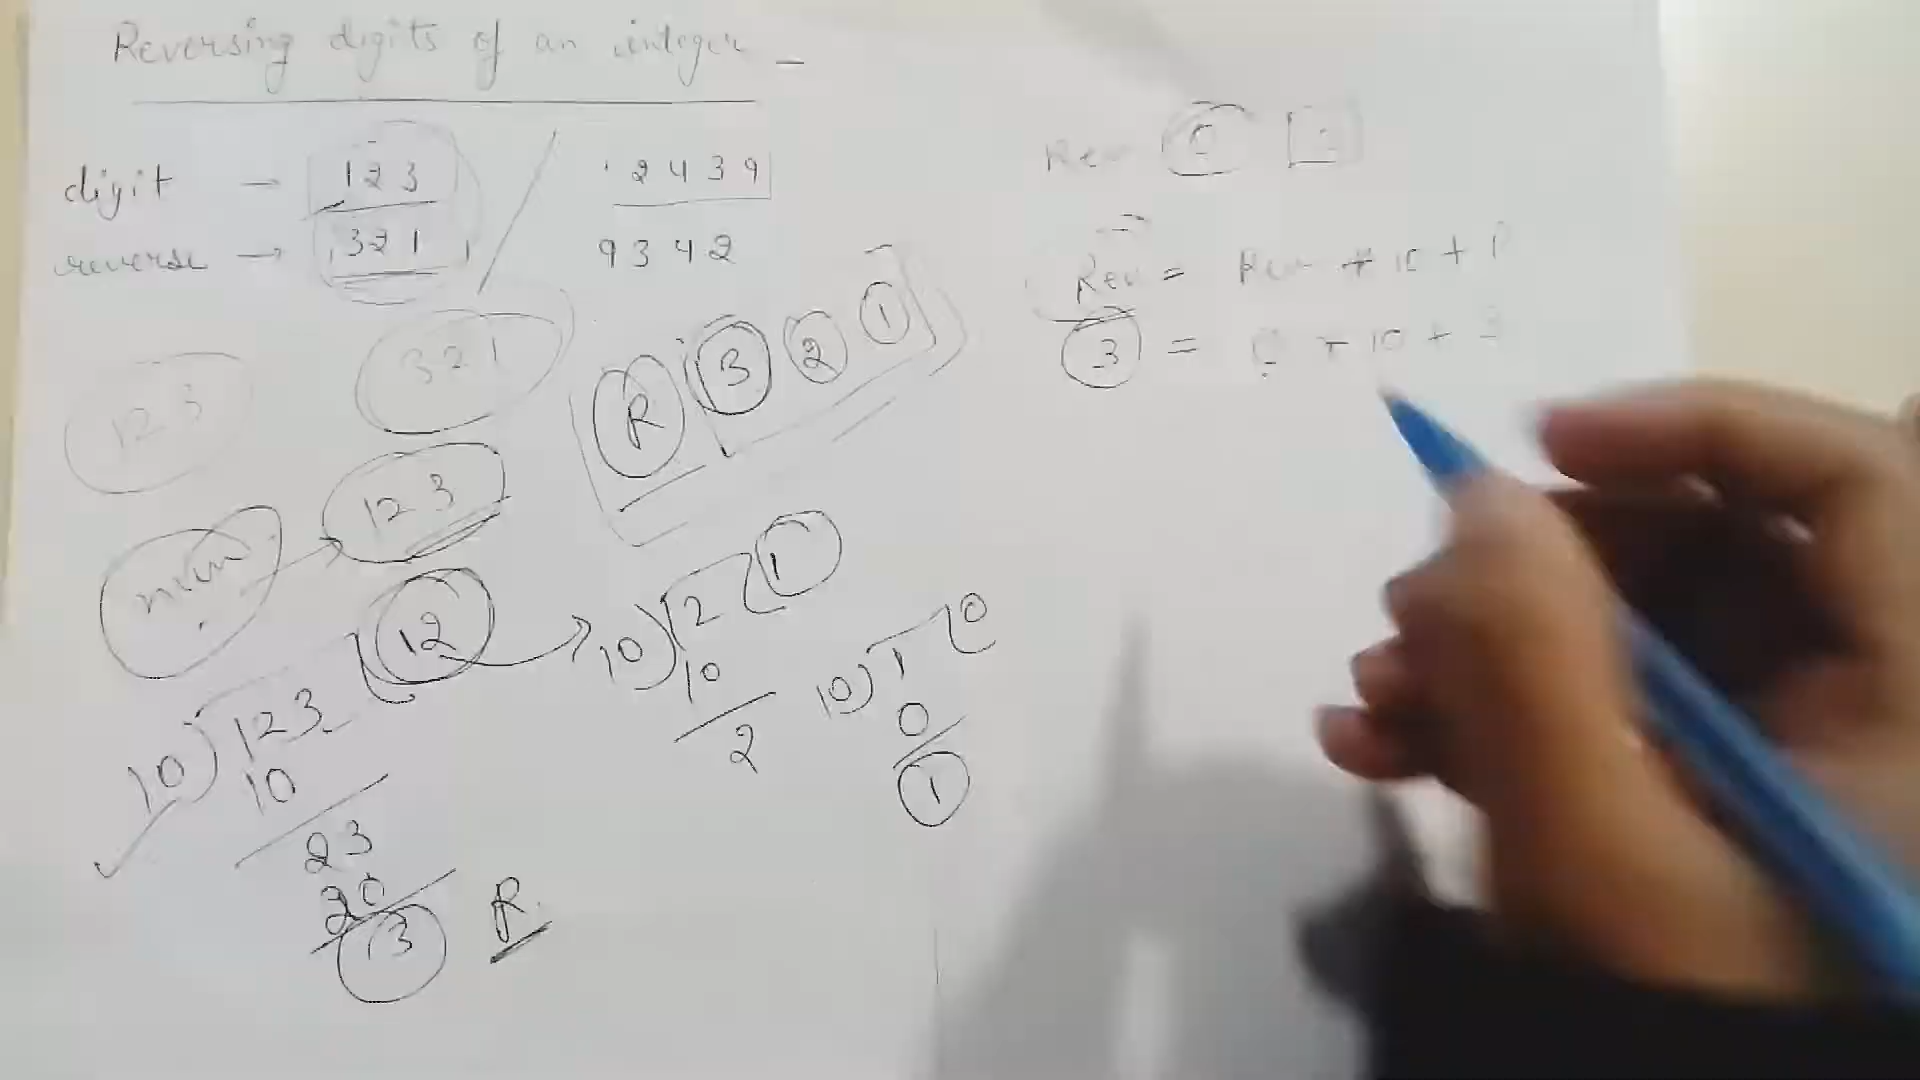 Reversing digits of an integer
digit → 123
2439
reverse → 321
9342
123
321
R 3 2 1
num → 123
12
10) 123
10
23
20
3 R
10) 12 (1
10
2
10) 1 (0
0
1
Rev 0 3
Rev = Rev * 10 + R
3 = 0 * 10 + 3